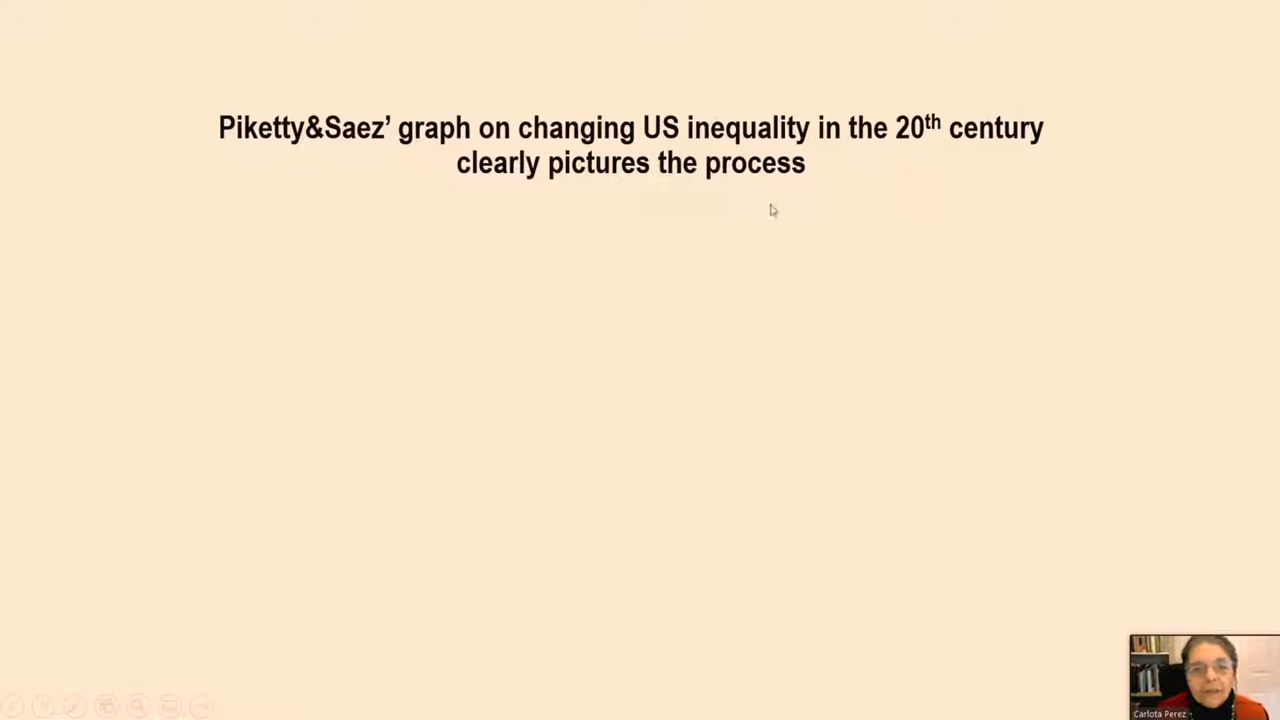 Piketty&Saez’ graph on changing US inequality in the 20th century
clearly pictures the process
Carlota Perez